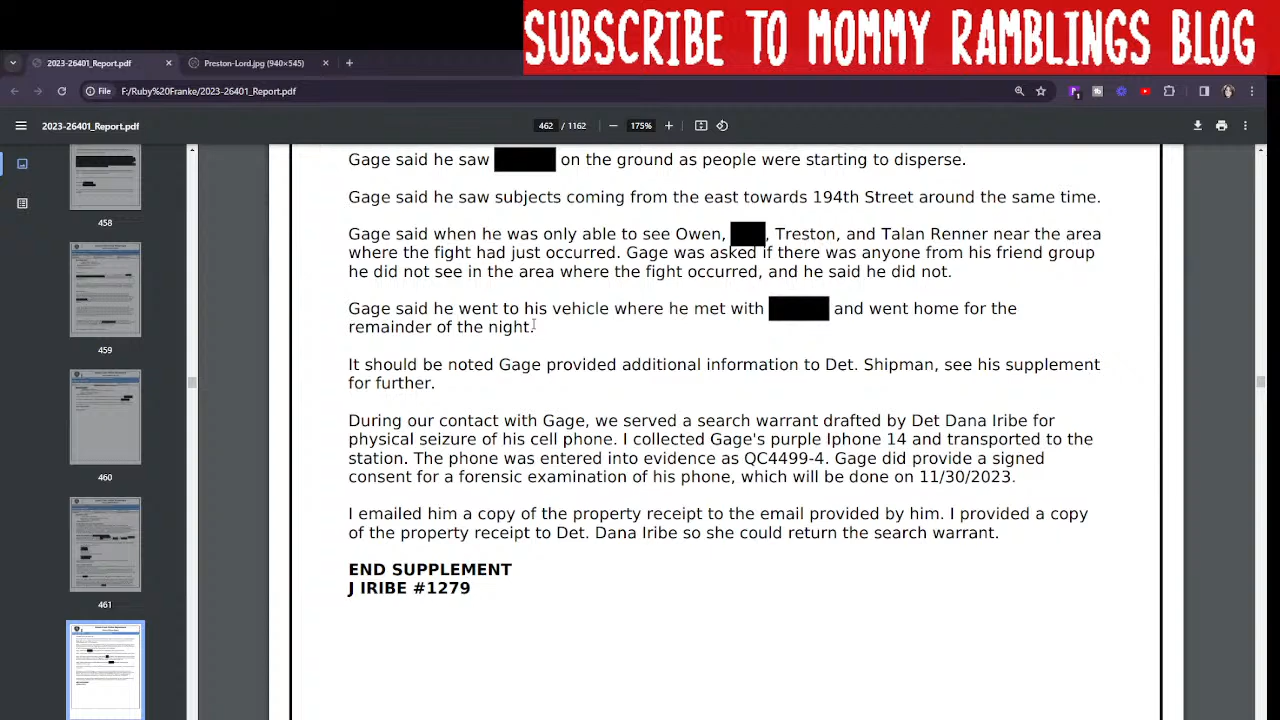 SUBSCRIBE TO MOMMY RAMBLINGS BLOG
2023-26401_Report.pdf
Preston-Lord.jpg (940×545)
File F:/Ruby%20Franke/2023-26401_Report.pdf
2023-26401_Report.pdf
462 / 1162
175%
Gage said he saw on the ground as people were starting to disperse.
Gage said he saw subjects coming from the east towards 194th Street around the same time.
Gage said when he was only able to see Owen, , Treston, and Talan Renner near the area
where the fight had just occurred. Gage was asked if there was anyone from his friend group
he did not see in the area where the fight occurred, and he said he did not.
Gage said he went to his vehicle where he met with and went home for the
remainder of the night.
It should be noted Gage provided additional information to Det. Shipman, see his supplement
for further.
During our contact with Gage, we served a search warrant drafted by Det Dana Iribe for
physical seizure of his cell phone. I collected Gage's purple Iphone 14 and transported to the
station. The phone was entered into evidence as QC4499-4. Gage did provide a signed
consent for a forensic examination of his phone, which will be done on 11/30/2023.
I emailed him a copy of the property receipt to the email provided by him. I provided a copy
of the property receipt to Det. Dana Iribe so she could return the search warrant.
END SUPPLEMENT
J IRIBE #1279
458
459
460
461